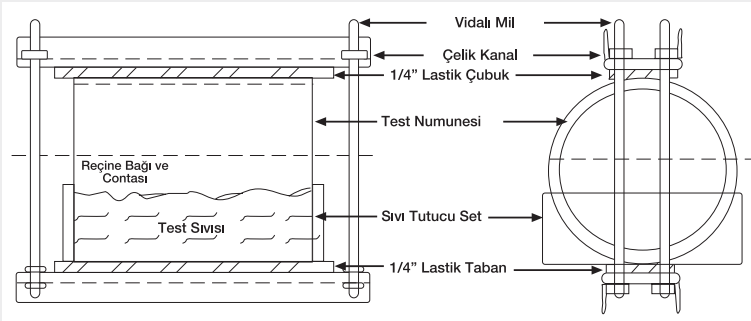 Vidalı Mil
Çelik Kanal
1/4” Lastik Çubuk
Test Numunesi
Reçine Bağı ve
Contası
Test Sıvısı
Sıvı Tutucu Set
1/4” Lastik Taban